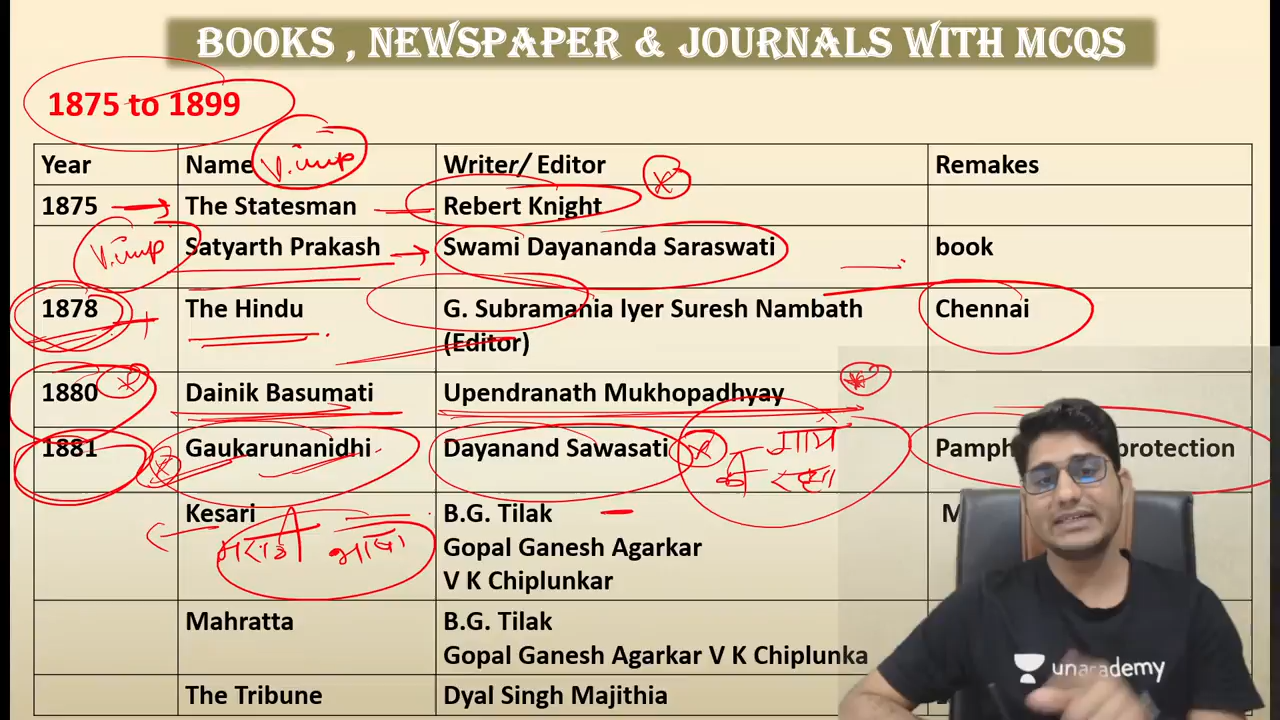 BOOKS , NEWSPAPER & JOURNALS WITH MCQS
1875 to 1899
Year Name V.imp Writer/ Editor Remakes
1875 The Statesman Rebert Knight
V.imp Satyarth Prakash Swami Dayananda Saraswati book
1878 The Hindu G. Subramania Iyer Suresh Nambath Chennai
(Editor)
1880 Dainik Basumati Upendranath Mukhopadhyay
1881 Gaukarunanidhi Dayanand Sawasati protection
की रक्षा
Kesari B.G. Tilak
मराठी भाषा Gopal Ganesh Agarkar
V K Chiplunkar
Mahratta B.G. Tilak
Gopal Ganesh Agarkar V K Chiplunka
The Tribune Dyal Singh Majithia
unacademy